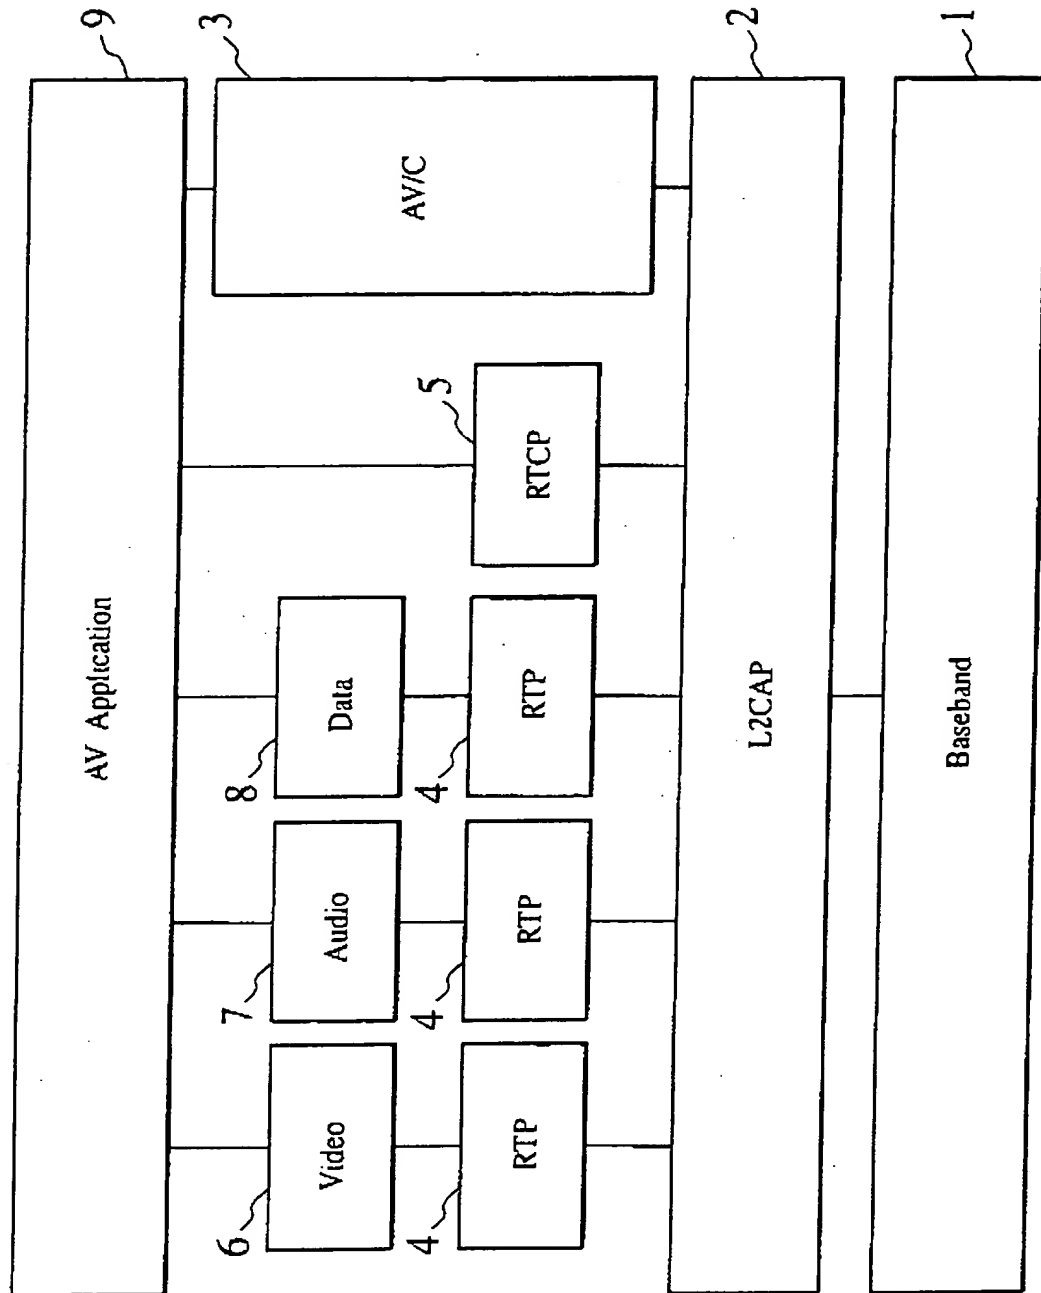 AV Application
9
Video
6
Audio
7
Data
8
RTP
4
RTP
4
RTP
4
RTCP
5
AV/C
3
L2CAP
2
Baseband
1